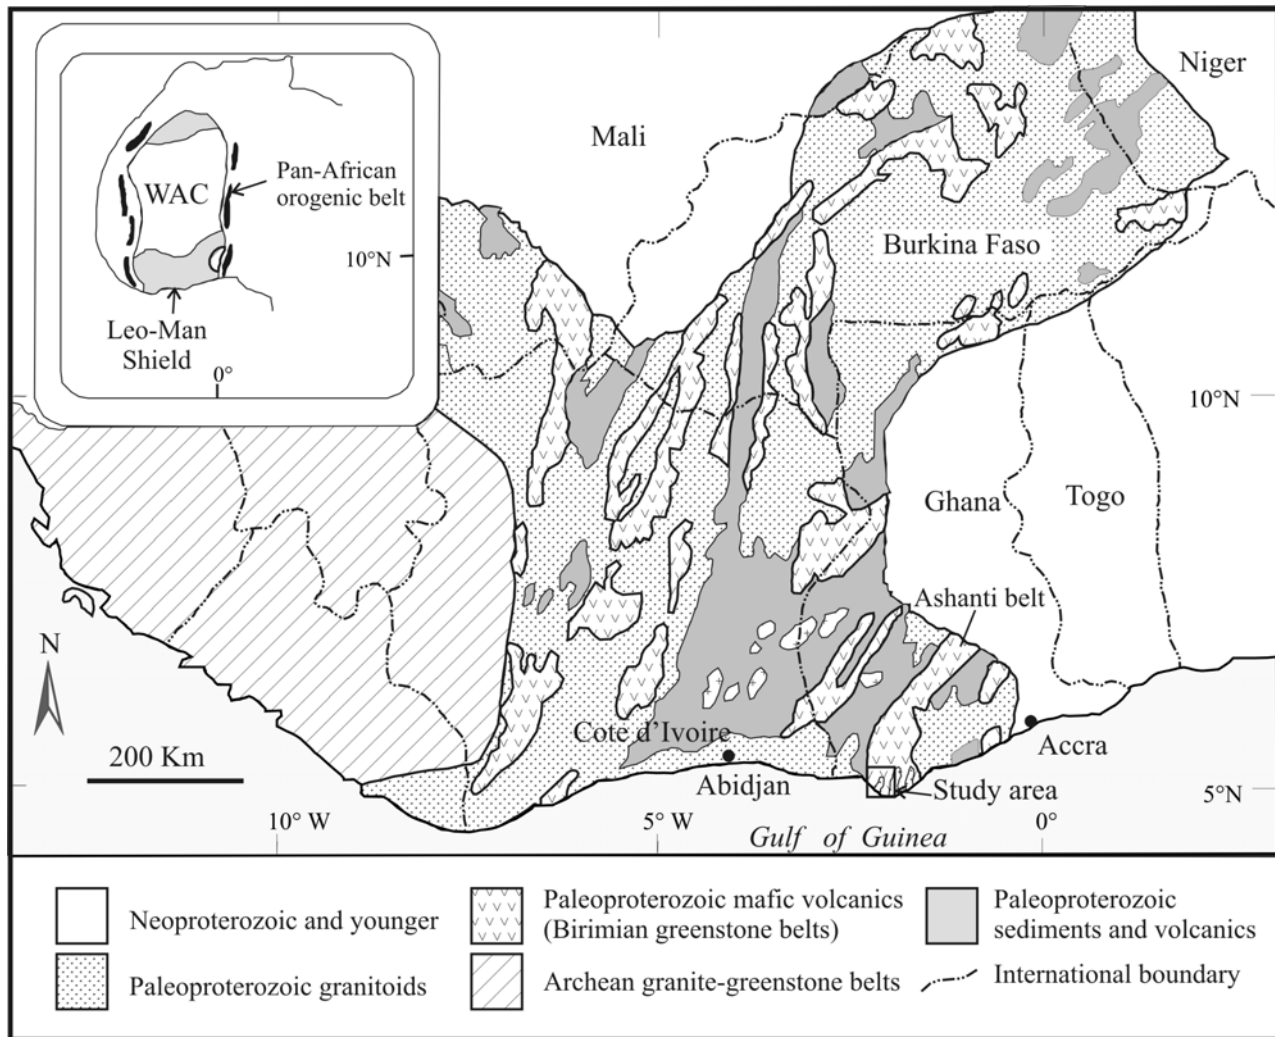 Niger
Mali
Pan-African
orogenic belt
WAC
10°N
Leo-Man
Shield
0°
Burkina Faso
10°N
Ghana
Togo
Ashanti belt
N
200 Km
Cote d'Ivoire
Abidjan
Accra
Study area
5°N
10° W
5°W
0°
Gulf of Guinea
Neoproterozoic and younger
Paleoproterozoic mafic volcanics
(Birimian greenstone belts)
Paleoproterozoic
sediments and volcanics
Paleoproterozoic granitoids
Archean granite-greenstone belts
International boundary